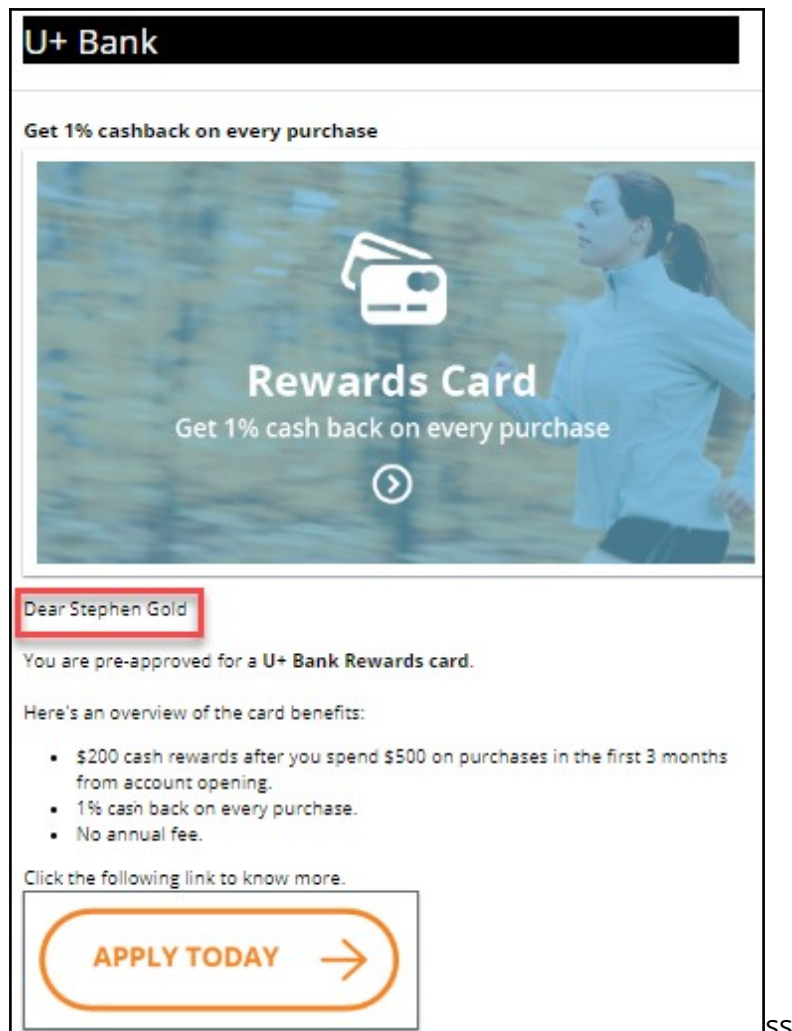 U+ Bank
Get 1% cashback on every purchase
Rewards Card
Get 1% cash back on every purchase
Dear Stephen Gold
You are pre-approved for a U+ Bank Rewards card.
Here's an overview of the card benefits:
• $200 cash rewards after you spend $500 on purchases in the first 3 months
from account opening.
• 1% cash back on every purchase.
• No annual fee.
Click the following link to know more.
APPLY TODAY
ss